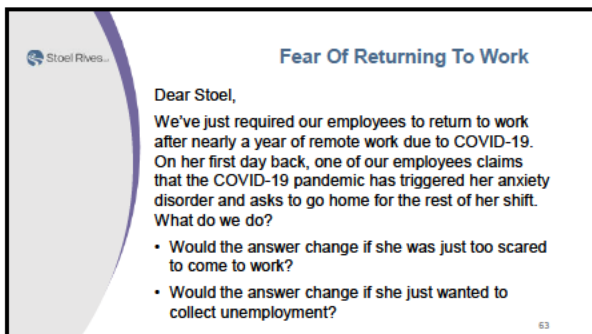 Stoel Rives LLP
Fear Of Returning To Work
Dear Stoel,
We've just required our employees to return to work
after nearly a year of remote work due to COVID-19.
On her first day back, one of our employees claims
that the COVID-19 pandemic has triggered her anxiety
disorder and asks to go home for the rest of her shift.
What do we do?
• Would the answer change if she was just too scared
to come to work?
• Would the answer change if she just wanted to
collect unemployment?
63